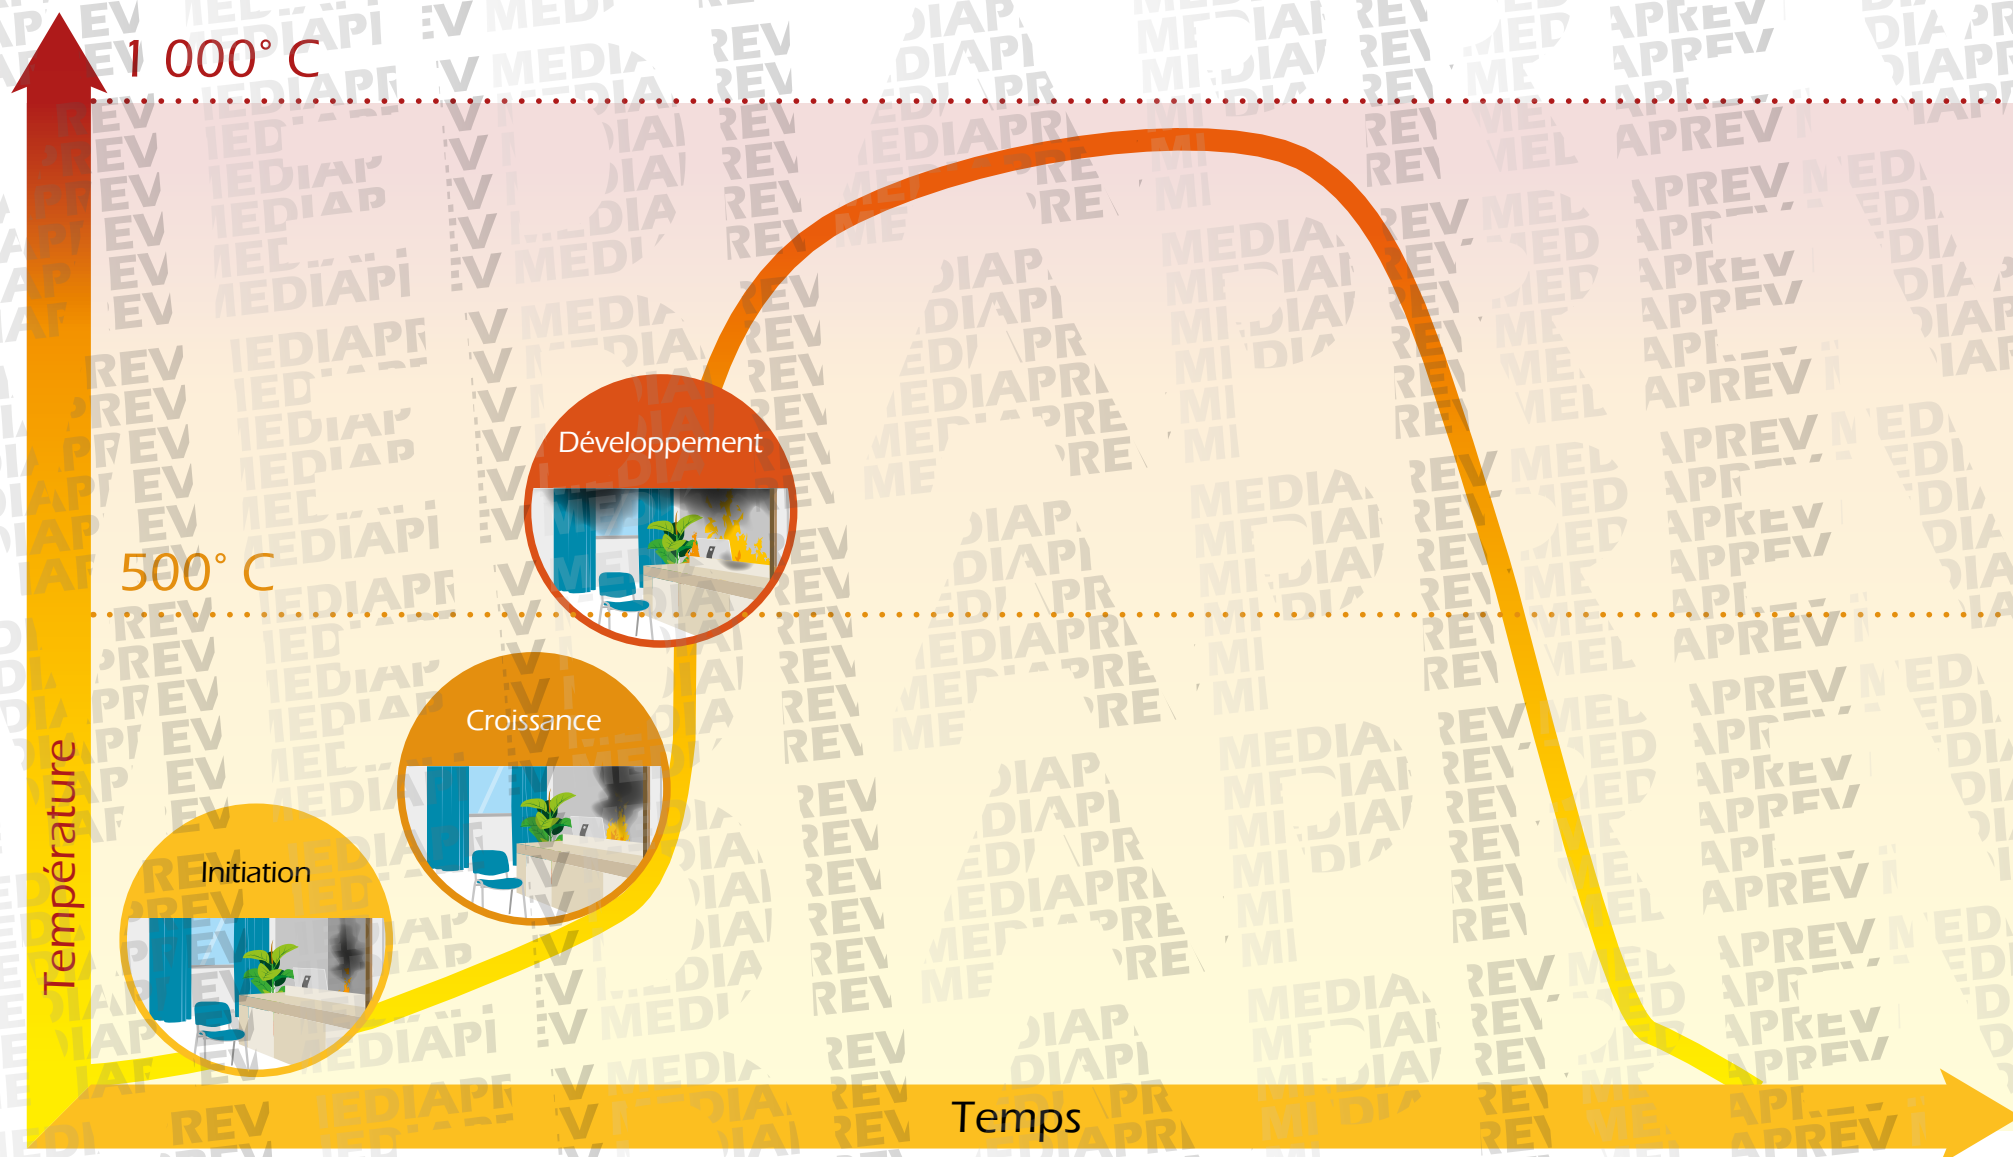 1 000° C
Développement
500° C
Croissance
Température
Initiation
Temps